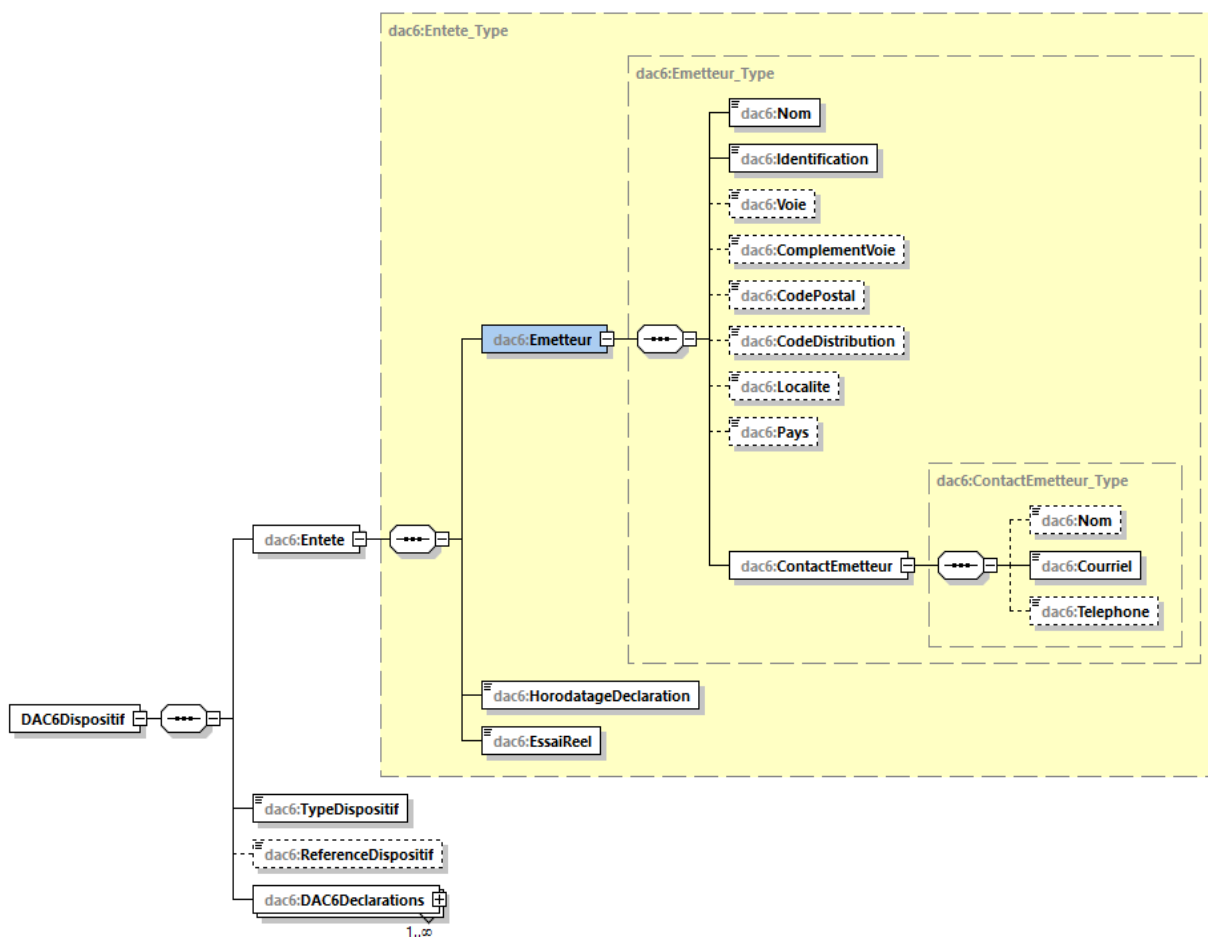 dac6:Entete_Type
dac6:Emetteur_Type
dac6:Nom
dac6:Identification
dac6:Voie
dac6:ComplementVoie
dac6:CodePostal
dac6:CodeDistribution
dac6:Localite
dac6:Pays
dac6:Emetteur
dac6:ContactEmetteur_Type
dac6:Nom
dac6:Courriel
dac6:Telephone
dac6:ContactEmetteur
dac6:Entete
dac6:HorodatageDeclaration
dac6:EssaiReel
DAC6Dispositif
dac6:TypeDispositif
dac6:ReferenceDispositif
dac6:DAC6Declarations
1..∞